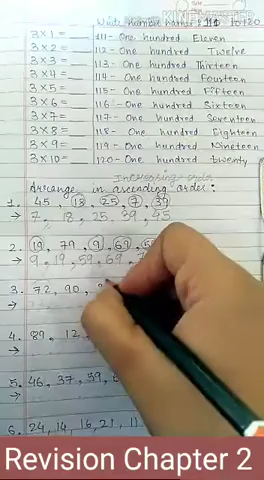 Write number names 111 to 120
3×1 =
3×2 =
3×3 =
3×4 =
3×5 =
3×6 =
3×7 =
3×8 =
3×9 =
3×10 =
111 - One hundred Eleven
112 - One hundred Twelve
113 - One hundred Thirteen
114 - One hundred Fourteen
115 - One hundred Fifteen
116 - One hundred Sixteen
117 - One hundred Seventeen
118 - One hundred Eighteen
119 - One hundred Nineteen
120 - One hundred twenty
Increasing order
Arrange in ascending order:
1. 45, 18, 25, 7, 39
→ 7, 18, 25, 39, 45
2. 19, 79, 9, 69,
→ 9, 19, 59, 69,
3. 72, 90,
→
4. 89, 12
→
5. 46, 37, 39,
→
6. 24, 14, 16, 21, 11
Revision Chapter 2